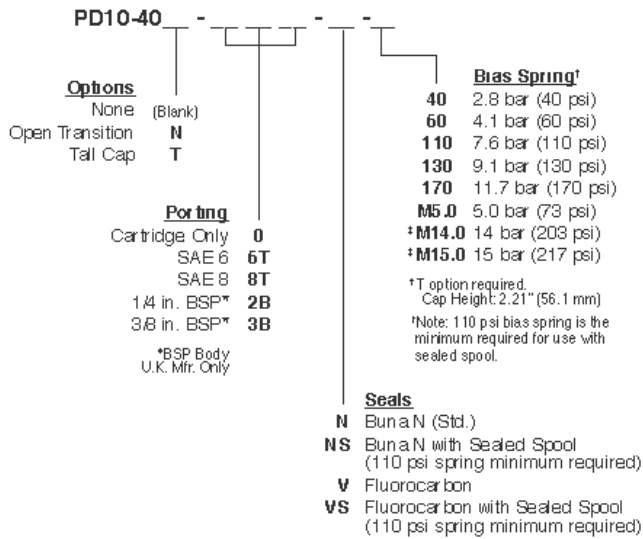 PD10-40__ - __ __ __ - __ - __
Options
None (Blank)
Open Transition N
Tall Cap T
Porting
Cartridge Only 0
SAE 6 6T
SAE 8 8T
1/4 in. BSP* 2B
3/8 in. BSP* 3B
*BSP Body
U.K. Mfr. Only
Bias Spring†
40 2.8 bar (40 psi)
60 4.1 bar (60 psi)
110 7.6 bar (110 psi)
130 9.1 bar (130 psi)
170 11.7 bar (170 psi)
M5.0 5.0 bar (73 psi)
‡M14.0 14 bar (203 psi)
‡M15.0 15 bar (217 psi)
‡T option required.
Cap Height: 2.21" (56.1 mm)
†Note: 110 psi bias spring is the
minimum required for use with
sealed spool.
Seals
N Buna N (Std.)
NS Buna N with Sealed Spool
(110 psi spring minimum required)
V Fluorocarbon
VS Fluorocarbon with Sealed Spool
(110 psi spring minimum required)